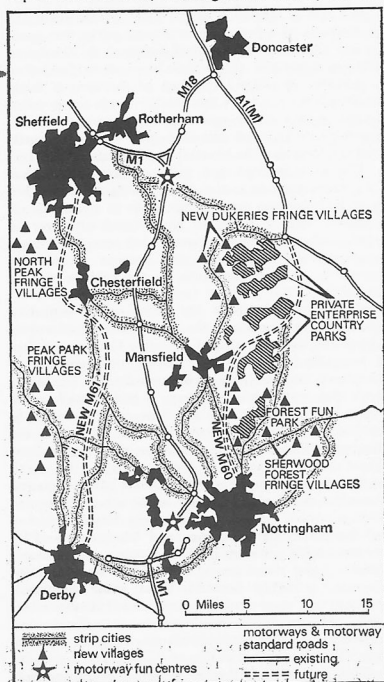 Doncaster
M18
A1(M)
Sheffield
Rotherham
M1
NEW DUKERIES FRINGE VILLAGES
NORTH
PEAK
FRINGE
VILLAGES
Chesterfield
PRIVATE
ENTERPRISE
COUNTRY
PARKS
PEAK PARK
FRINGE
VILLAGES
Mansfield
NEW M61
NEW M60
FOREST FUN
PARK
SHERWOOD
FOREST
FRINGE VILLAGES
Nottingham
Derby
M1
0 Miles 5 10 15
strip cities
new villages
motorway fun centres
motorways & motorway
standard roads
existing
future